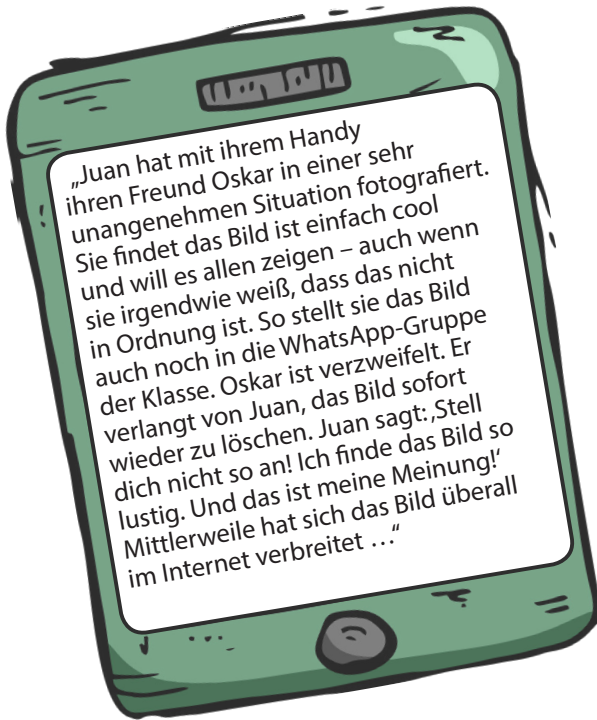 „Juan hat mit ihrem Handy
ihren Freund Oskar in einer sehr
unangenehmen Situation fotografiert.
Sie findet das Bild ist einfach cool
und will es allen zeigen – auch wenn
sie irgendwie weiß, dass das nicht
in Ordnung ist. So stellt sie das Bild
auch noch in die WhatsApp-Gruppe
der Klasse. Oskar ist verzweifelt. Er
verlangt von Juan, das Bild sofort
wieder zu löschen. Juan sagt: ‚Stell
dich nicht so an! Ich finde das Bild so
lustig. Und das ist meine Meinung!‘
Mittlerweile hat sich das Bild überall
im Internet verbreitet …“